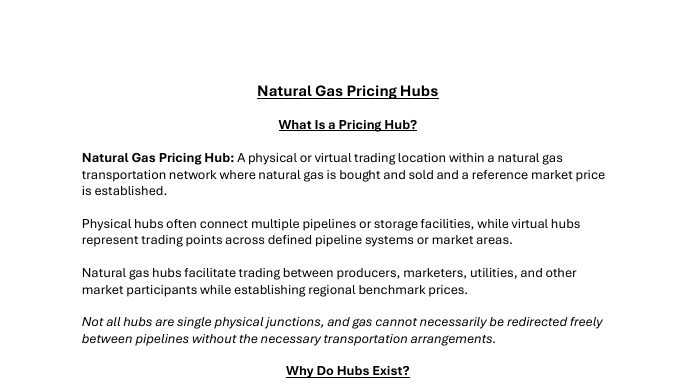 Natural Gas Pricing Hubs
What Is a Pricing Hub?
Natural Gas Pricing Hub: A physical or virtual trading location within a natural gas
transportation network where natural gas is bought and sold and a reference market price
is established.
Physical hubs often connect multiple pipelines or storage facilities, while virtual hubs
represent trading points across defined pipeline systems or market areas.
Natural gas hubs facilitate trading between producers, marketers, utilities, and other
market participants while establishing regional benchmark prices.
Not all hubs are single physical junctions, and gas cannot necessarily be redirected freely
between pipelines without the necessary transportation arrangements.
Why Do Hubs Exist?